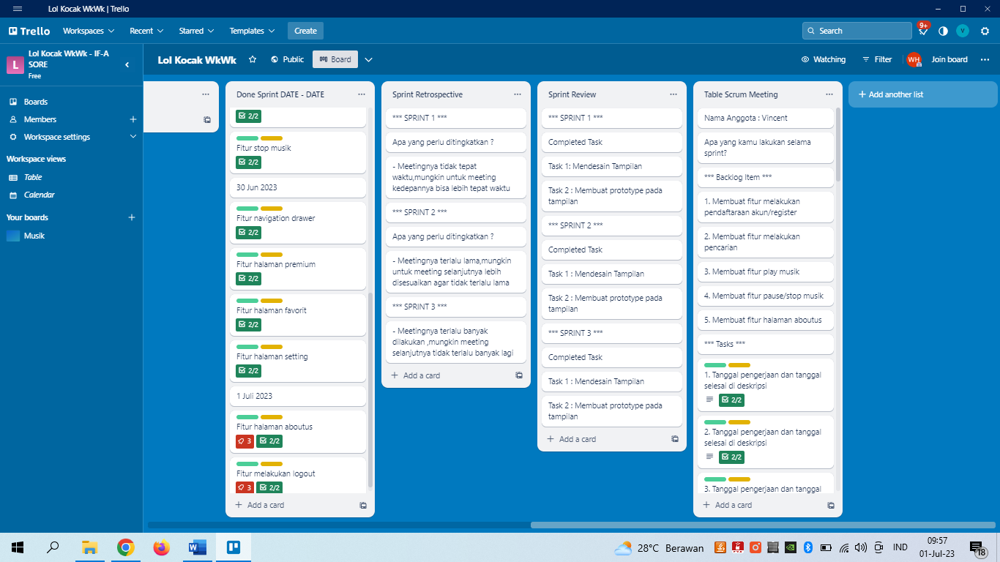 Lol Kocak WkWk | Trello
Trello
Workspaces
Recent
Starred
Templates
Create
Search
9+
V
L
Lol Kocak WkWk - IF-A
SORE
Free
Boards
Members
Workspace settings
Workspace views
Table
Calendar
Your boards
Musik
Lol Kocak WkWk
Public
Board
Watching
Filter
WH
Join board
Done Sprint DATE - DATE
2/2
Fitur stop musik
2/2
30 Jun 2023
Fitur navigation drawer
2/2
Fitur halaman premium
2/2
Fitur halaman favorit
2/2
Fitur halaman setting
2/2
1 Juli 2023
Fitur halaman aboutus
3 2/2
Fitur melakukan logout
3 2/2
Add a card
Sprint Retrospective
*** SPRINT 1 ***
Apa yang perlu ditingkatkan ?
- Meetingnya tidak tepat
waktu,mungkin untuk meeting
kedepannya bisa lebih tepat waktu
*** SPRINT 2 ***
Apa yang perlu ditingkatkan ?
- Meetingnya terlalu lama,mungkin
untuk meeting selanjutnya lebih
disesuaikan agar tidak terlalu lama
*** SPRINT 3 ***
- Meetingnya terlalu banyak
dilakukan ,mungkin meeting
selanjutnya tidak terlalu banyak lagi
Add a card
Sprint Review
*** SPRINT 1 ***
Completed Task
Task 1: Mendesain Tampilan
Task 2 : Membuat prototype pada
tampilan
*** SPRINT 2 ***
Completed Task
Task 1 : Mendesain Tampilan
Task 2 : Membuat prototype pada
tampilan
*** SPRINT 3 ***
Completed Task
Task 1 : Mendesain Tampilan
Task 2 : Membuat prototype pada
tampilan
Add a card
Table Scrum Meeting
Nama Anggota : Vincent
Apa yang kamu lakukan selama
sprint?
*** Backlog Item ***
1. Membuat fitur melakukan
pendaftaraan akun/register
2. Membuat fitur melakukan
pencarian
3. Membuat fitur play musik
4. Membuat fitur pause/stop musik
5. Membuat fitur halaman aboutus
*** Tasks ***
1. Tanggal pengerjaan dan tanggal
selesai di deskripsi
2/2
2. Tanggal pengerjaan dan tanggal
selesai di deskripsi
2/2
3. Tanggal pengerjaan dan tanggal
Add a card
Add another list
28°C Berawan
IND
09:57
01-Jul-23
18